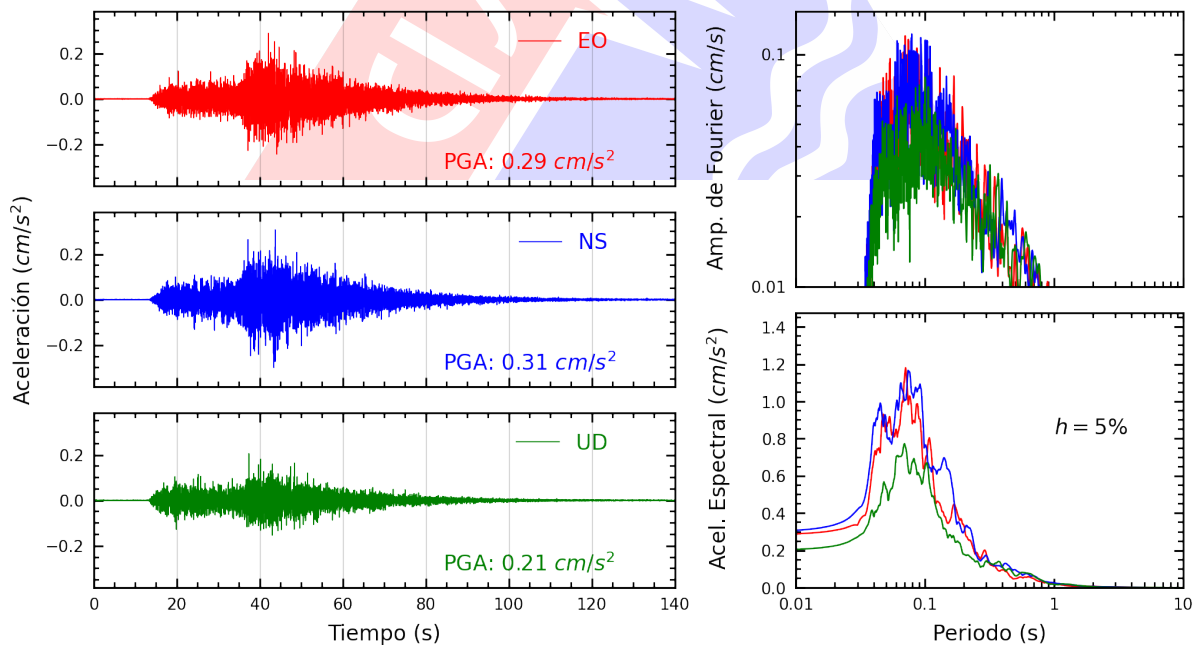 Aceleración (cm/s²)
0.2
0.0
−0.2
EO
PGA: 0.29 cm/s²
0.2
0.0
−0.2
NS
PGA: 0.31 cm/s²
0.2
0.0
−0.2
UD
PGA: 0.21 cm/s²
0 20 40 60 80 100 120 140
Tiempo (s)
Amp. de Fourier (cm/s)
0.1
0.01
Acel. Espectral (cm/s²)
1.4
1.2
1.0
0.8
0.6
0.4
0.2
0.0
h = 5%
0.01 0.1 1 10
Periodo (s)